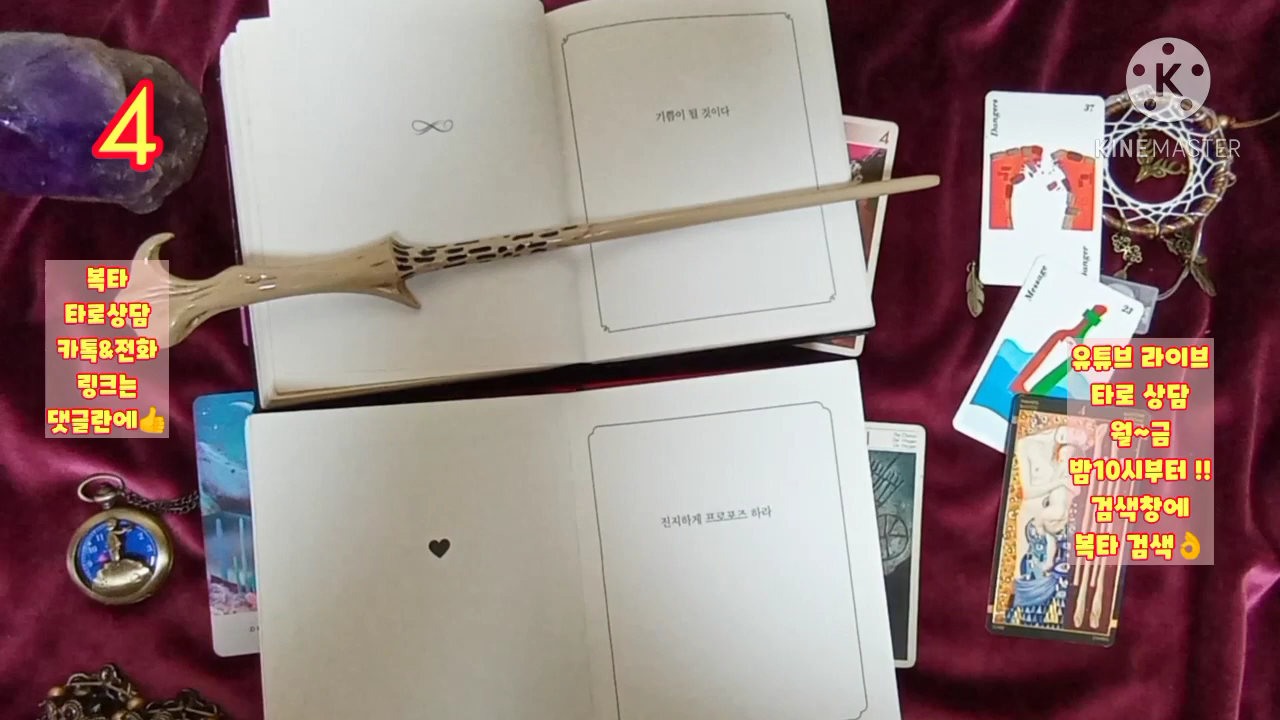 4
복타
타로상담
카톡&전화
링크는
댓글란에👍
기쁨이 될 것이다
4
Dangers
37
KINEMASTER
Message
23
유튜브 라이브
타로 상담
월~금
밤10시부터 !!
검색창에
복타 검색👌
진지하게 프로포즈 하라